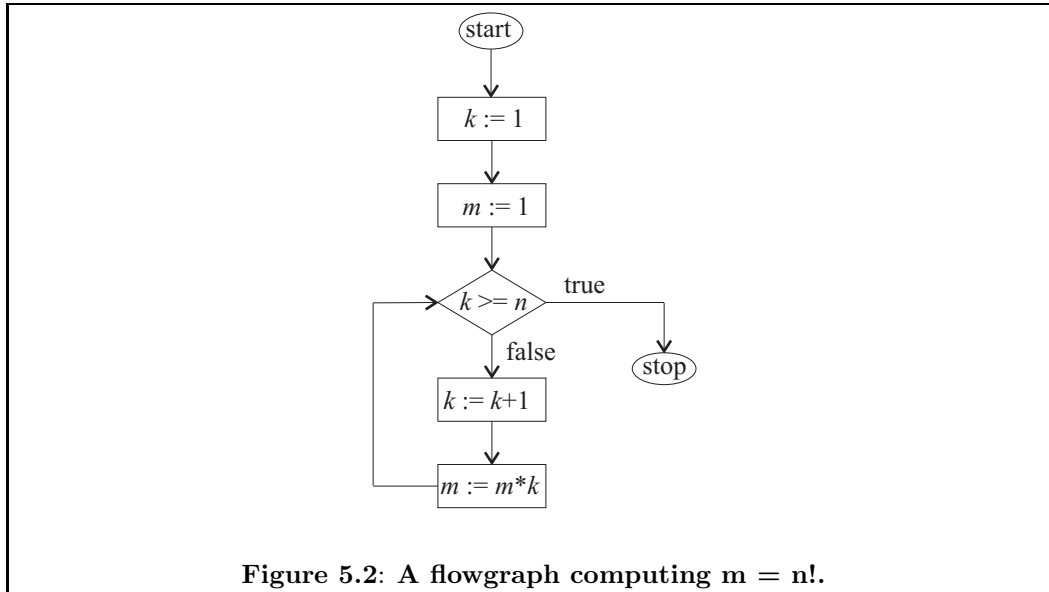 start
k := 1
m := 1
k >= n
true
false
stop
k := k+1
m := m*k
Figure 5.2: A flowgraph computing m = n!.